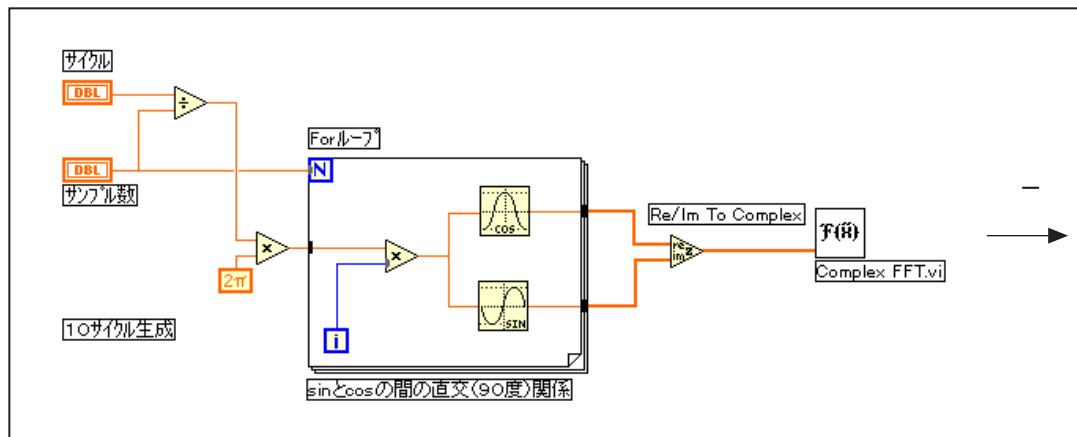 サイクル
DBL
÷
DBL
サンプル数
×
2π
10サイクル生成
Forループ
N
×
i
COS
SIN
sinとcosの間の直交(90度)関係
Re/Im To Complex
re
im
z
F(x)
Complex FFT.vi